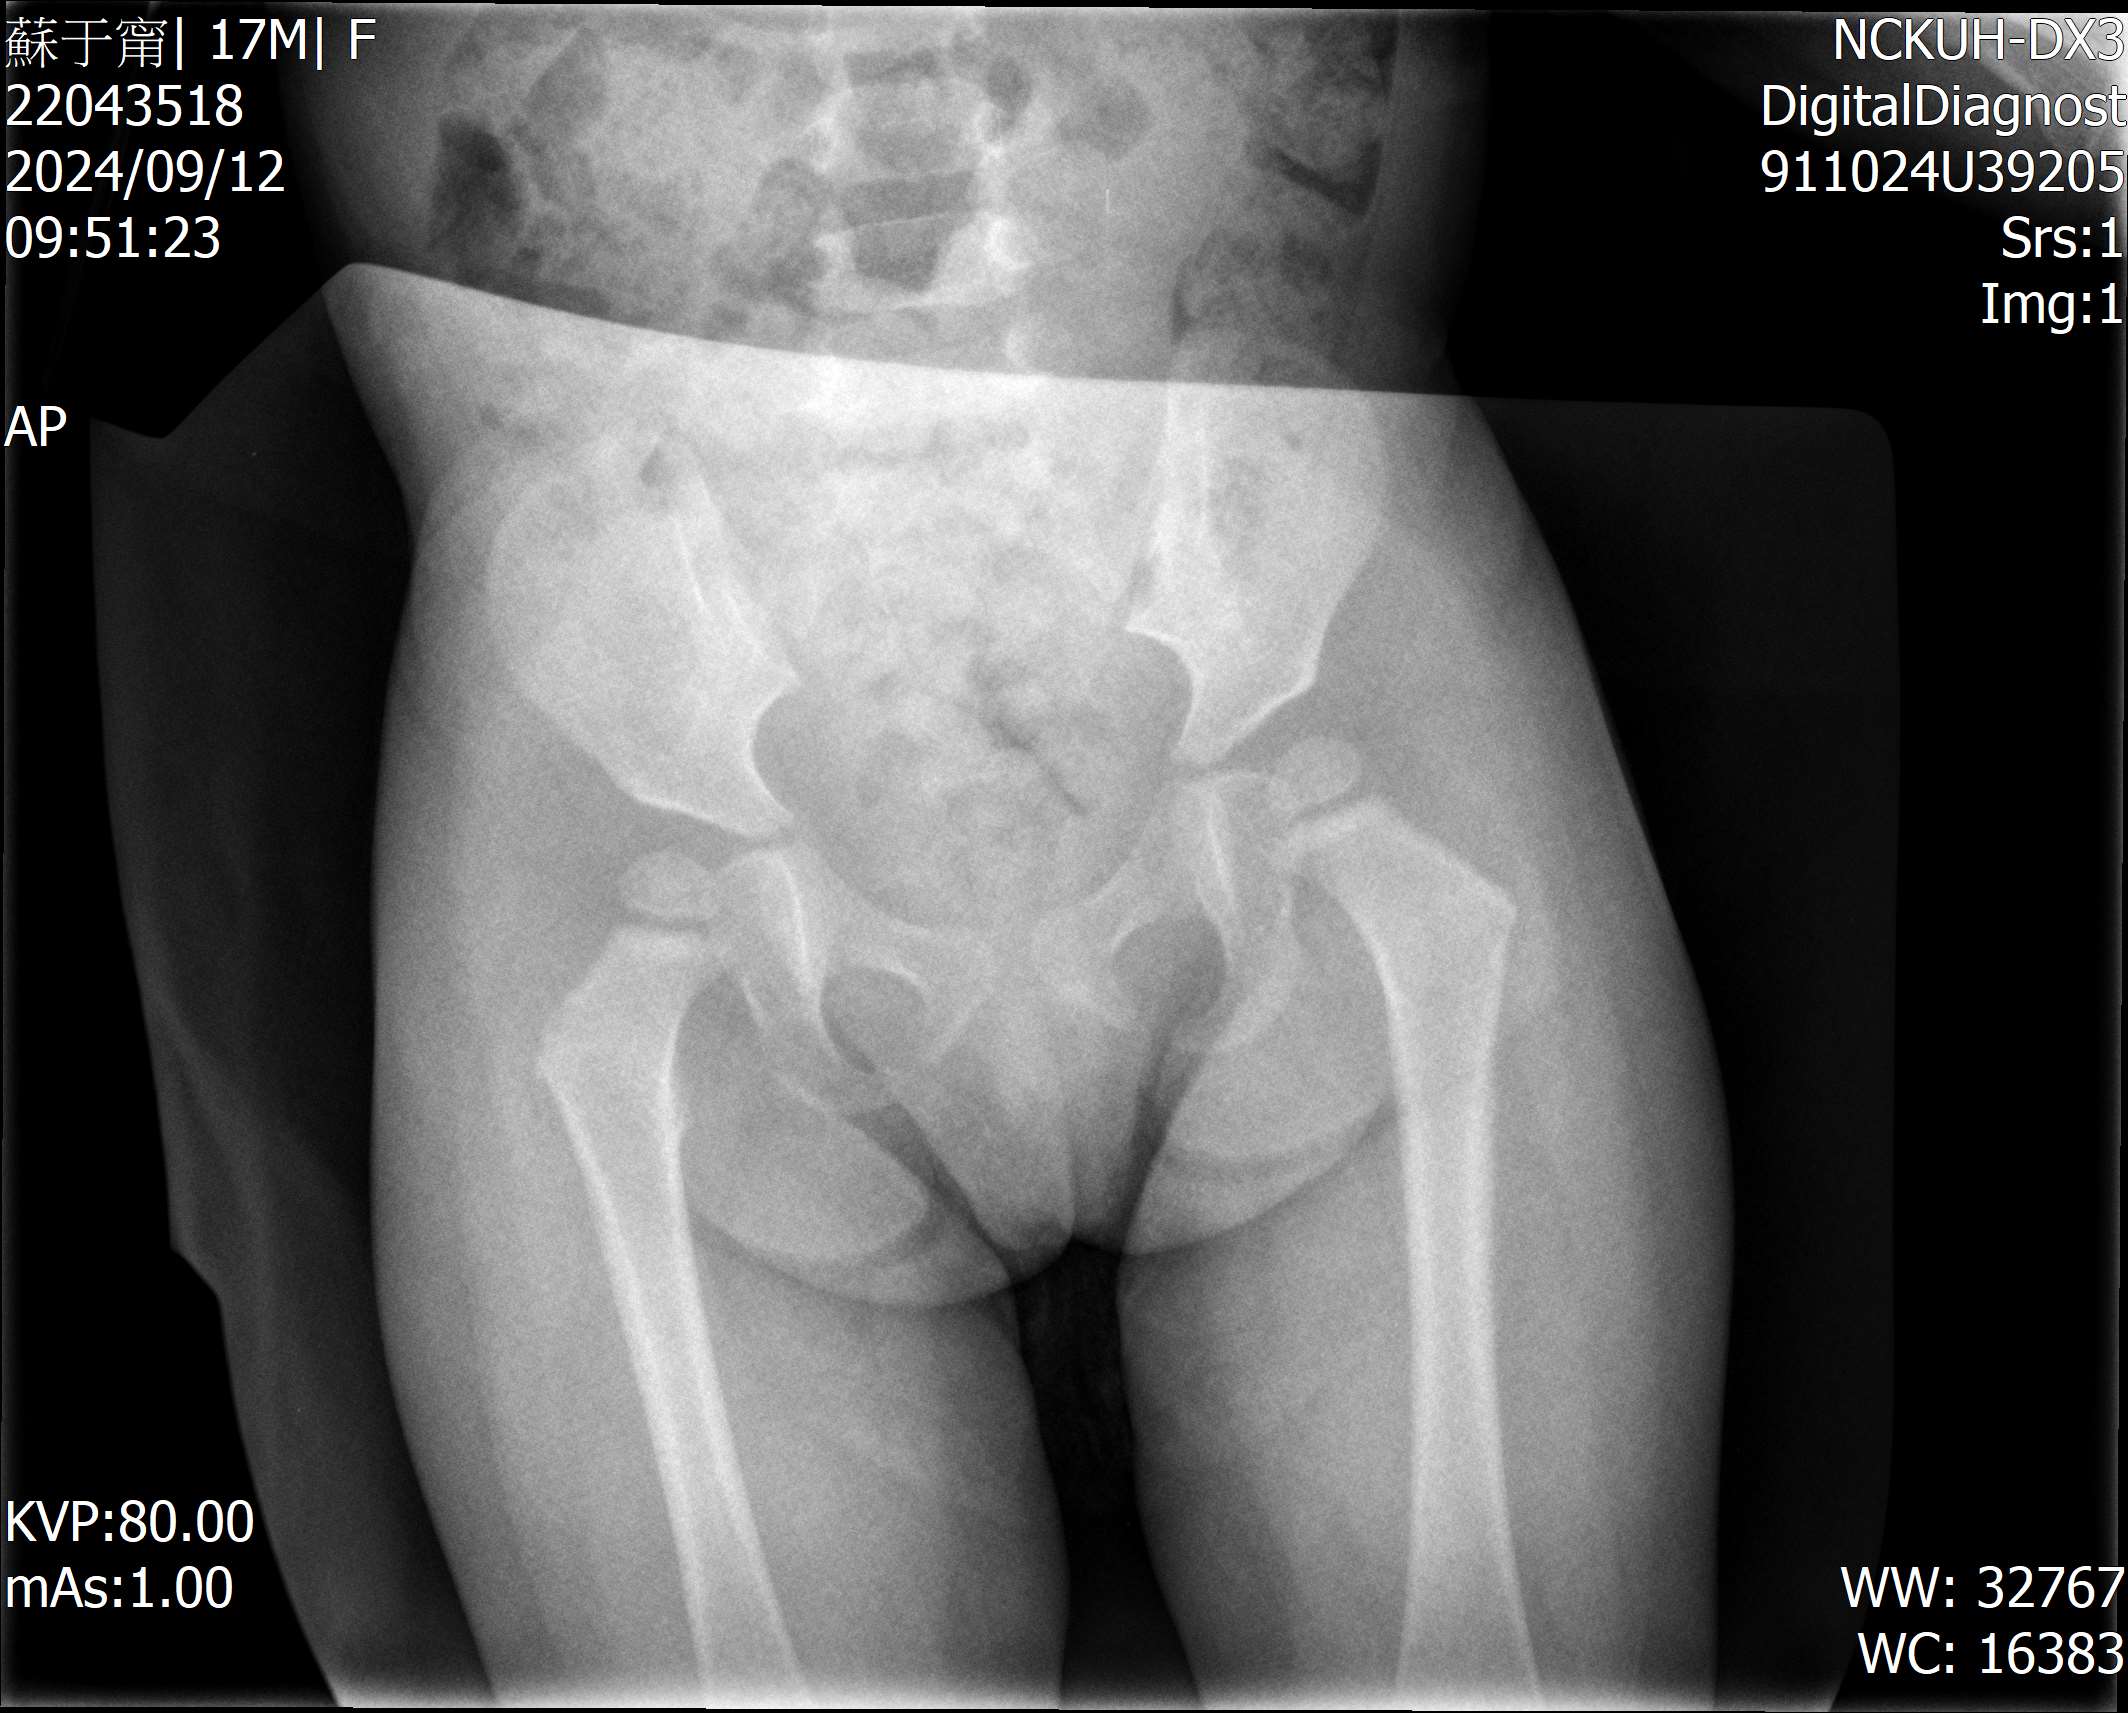 蘇于甯| 17M| F
22043518
2024/09/12
09:51:23
AP
NCKUH-DX3
DigitalDiagnost
911024U39205
Srs:1
Img:1
KVP:80.00
mAs:1.00
WW: 32767
WC: 16383